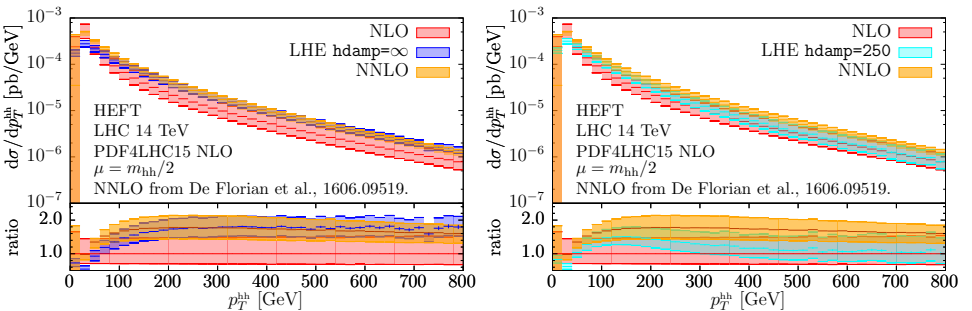 10⁻³
10⁻⁴
10⁻⁵
10⁻⁶
10⁻⁷
dσ/dp_T^hh [pb/GeV]
NLO
LHE hdamp=∞
NNLO
HEFT
LHC 14 TeV
PDF4LHC15 NLO
μ = m_hh/2
NNLO from De Florian et al., 1606.09519.
ratio
2.0
1.0
0 100 200 300 400 500 600 700 800
p_T^hh [GeV]
10⁻³
10⁻⁴
10⁻⁵
10⁻⁶
10⁻⁷
dσ/dp_T^hh [pb/GeV]
NLO
LHE hdamp=250
NNLO
HEFT
LHC 14 TeV
PDF4LHC15 NLO
μ = m_hh/2
NNLO from De Florian et al., 1606.09519.
ratio
2.0
1.0
0 100 200 300 400 500 600 700 800
p_T^hh [GeV]